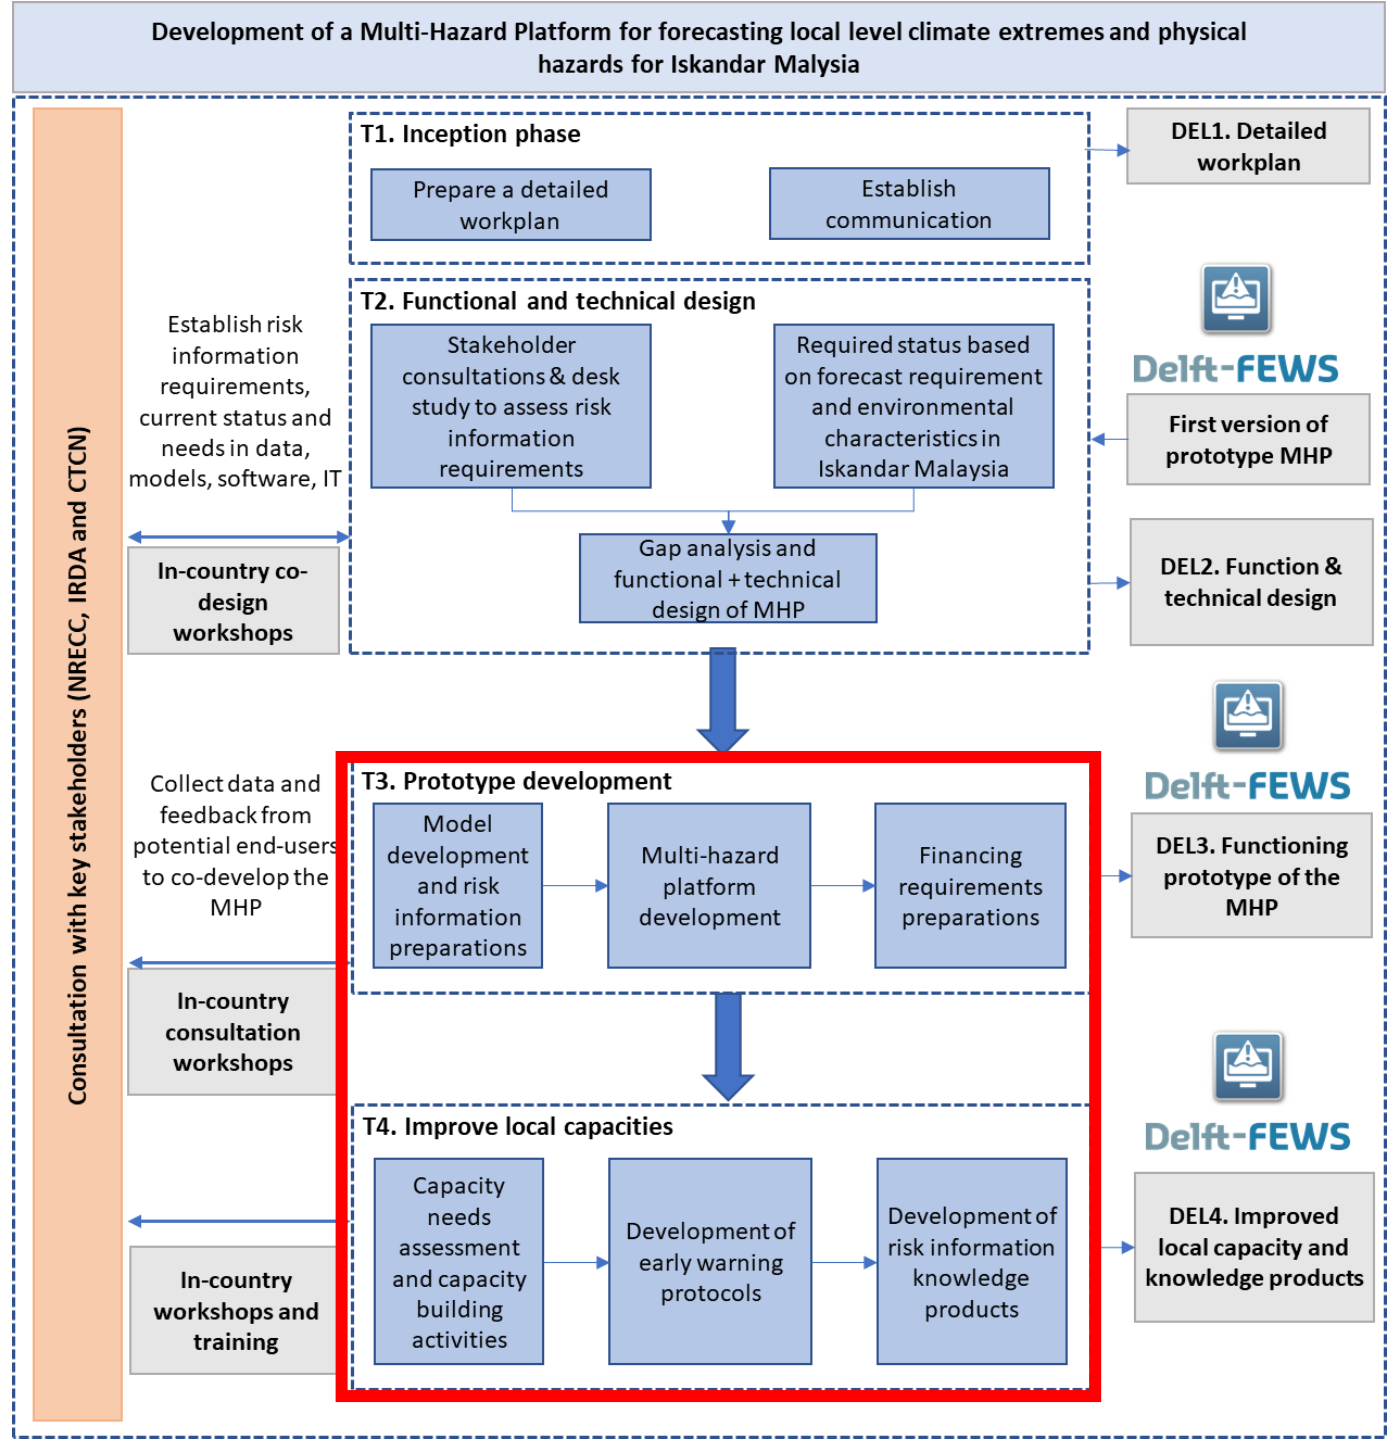 Development of a Multi-Hazard Platform for forecasting local level climate extremes and physical
hazards for Iskandar Malysia
Consultation with key stakeholders (NRECC, IRDA and CTCN)
T1. Inception phase
Prepare a detailed
workplan
Establish
communication
DEL1. Detailed
workplan
Establish risk
information
requirements,
current status and
needs in data,
models, software, IT
In-country co-
design
workshops
T2. Functional and technical design
Stakeholder
consultations & desk
study to assess risk
information
requirements
Required status based
on forecast requirement
and environmental
characteristics in
Iskandar Malaysia
Gap analysis and
functional + technical
design of MHP
Delft-FEWS
First version of
prototype MHP
DEL2. Function &
technical design
Collect data and
feedback from
potential end-users
to co-develop the
MHP
In-country
consultation
workshops
T3. Prototype development
Model
development
and risk
information
preparations
Multi-hazard
platform
development
Financing
requirements
preparations
Delft-FEWS
DEL3. Functioning
prototype of the
MHP
In-country
workshops and
training
T4. Improve local capacities
Capacity
needs
assessment
and capacity
building
activities
Development of
early warning
protocols
Development of
risk information
knowledge
products
Delft-FEWS
DEL4. Improved
local capacity and
knowledge products